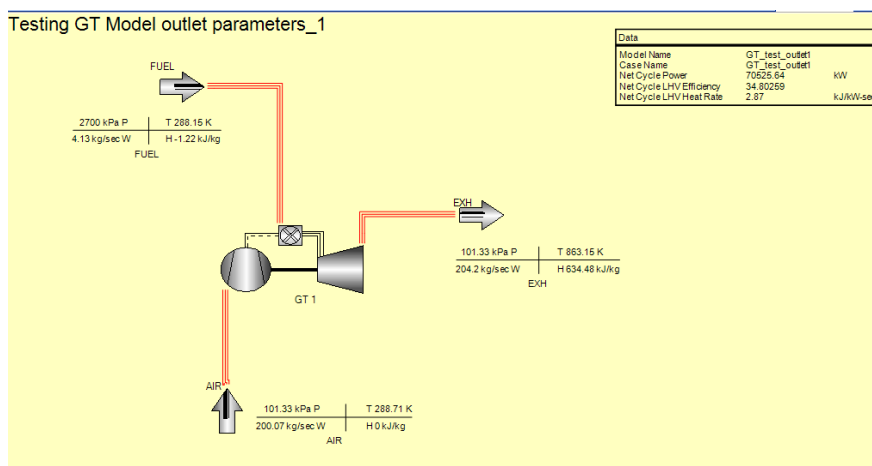 Testing GT Model outlet parameters_1
Data
Model Name GT_test_outlet1
Case Name GT_test_outlet1
Net Cycle Power 70525.64 kW
Net Cycle LHV Efficiency 34.80259
Net Cycle LHV Heat Rate 2.87 kJ/kW-sec
FUEL
2700 kPa P T 288.15 K
4.13 kg/sec W H -1.22 kJ/kg
FUEL
EXH
101.33 kPa P T 863.15 K
204.2 kg/sec W H 634.48 kJ/kg
EXH
GT 1
AIR
101.33 kPa P T 288.71 K
200.07 kg/sec W H 0 kJ/kg
AIR